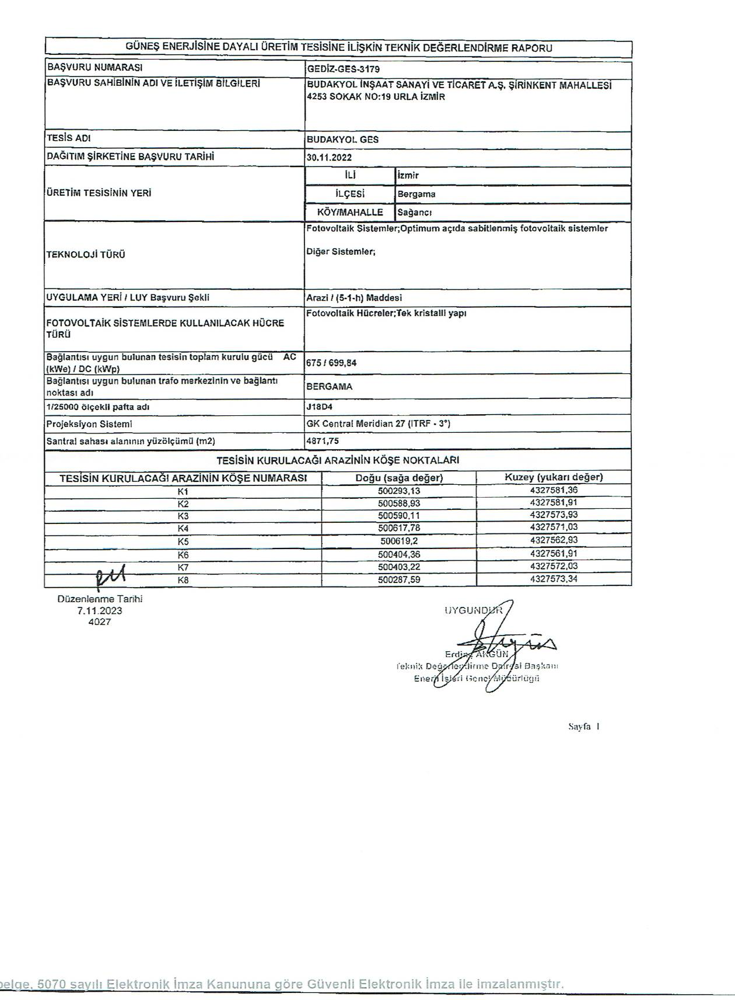 GÜNEŞ ENERJİSİNE DAYALI ÜRETİM TESİSİNE İLİŞKİN TEKNİK DEĞERLENDİRME RAPORU
BAŞVURU NUMARASI GEDİZ-GES-3179
BAŞVURU SAHİBİNİN ADI VE İLETİŞİM BİLGİLERİ BUDAKYOL İNŞAAT SANAYİ VE TİCARET A.Ş. ŞİRİNKENT MAHALLESİ
4253 SOKAK NO:19 URLA İZMİR
TESİS ADI BUDAKYOL GES
DAĞITIM ŞİRKETİNE BAŞVURU TARİHİ 30.11.2022
ÜRETİM TESİSİNİN YERİ
İLİ İzmir
İLÇESİ Bergama
KÖY/MAHALLE Sağancı
TEKNOLOJİ TÜRÜ
Fotovoltaik Sistemler;Optimum açıda sabitlenmiş fotovoltaik sistemler
Diğer Sistemler;
UYGULAMA YERİ / LUY Başvuru Şekli Arazi / (5-1-h) Maddesi
FOTOVOLTAİK SİSTEMLERDE KULLANILACAK HÜCRE
TÜRÜ
Fotovoltaik Hücreler;Tek kristalli yapı
Bağlantısı uygun bulunan tesisin toplam kurulu gücü AC
(kWe) / DC (kWp)
675 / 699,84
Bağlantısı uygun bulunan trafo merkezinin ve bağlantı
noktası adı
BERGAMA
1/25000 ölçekli pafta adı J18D4
Projeksiyon Sistemi GK Central Meridian 27 (ITRF - 3°)
Santral sahası alanının yüzölçümü (m2) 4871,75
TESİSİN KURULACAĞI ARAZİNİN KÖŞE NOKTALARI
TESİSİN KURULACAĞI ARAZİNİN KÖŞE NUMARASI Doğu (sağa değer) Kuzey (yukarı değer)
K1 500293,13 4327581,36
K2 500588,93 4327581,91
K3 500590,11 4327573,93
K4 500617,78 4327571,03
K5 500619,2 4327562,93
K6 500404,36 4327561,91
K7 500403,22 4327572,03
K8 500287,59 4327573,34
Düzenlenme Tarihi
7.11.2023
4027
UYGUNDUR
Erdinç AKGÜN
Teknik Değerlendirme Dairesi Başkanı
Enerji İşleri Genel Müdürlüğü
Sayfa 1
belge, 5070 sayılı Elektronik İmza Kanununa göre Güvenli Elektronik İmza ile imzalanmıştır.